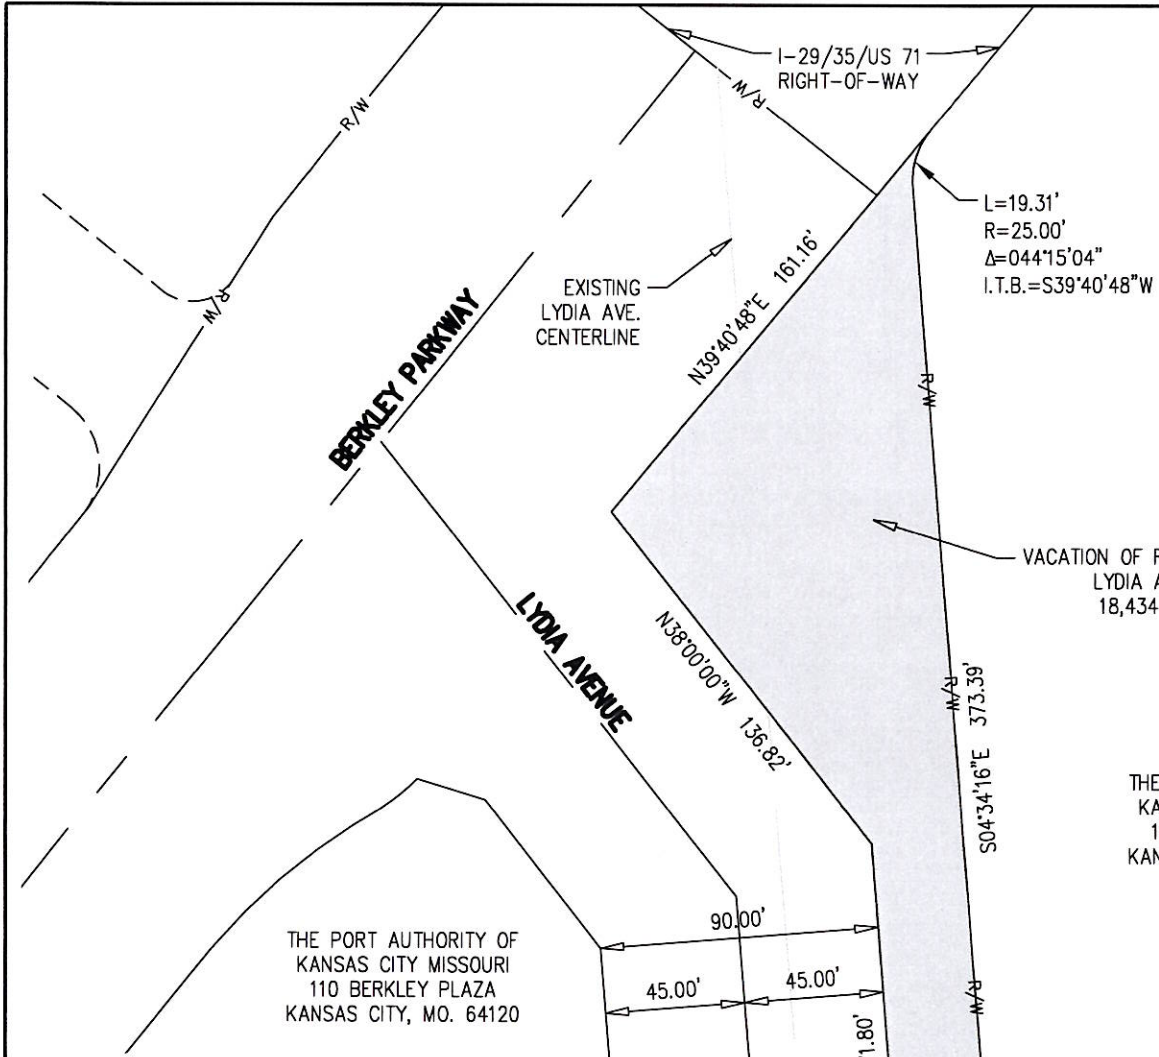 I-29/35/US 71
RIGHT-OF-WAY
R/W
R/W
L=19.31'
R=25.00'
Δ=044°15'04"
I.T.B.=S39°40'48"W
EXISTING
LYDIA AVE.
CENTERLINE
N39°40'48"E 161.16'
R/W
BERKLEY PARKWAY
R/W
VACATION OF
LYDIA
18,434
LYDIA AVENUE
N38°00'00"W 136.82'
R/W
S04°34'16"E 373.39'
THE
KA
1
KAN
90.00'
THE PORT AUTHORITY OF
KANSAS CITY MISSOURI
110 BERKLEY PLAZA
KANSAS CITY, MO. 64120
45.00'
45.00'
R/W
1.80'